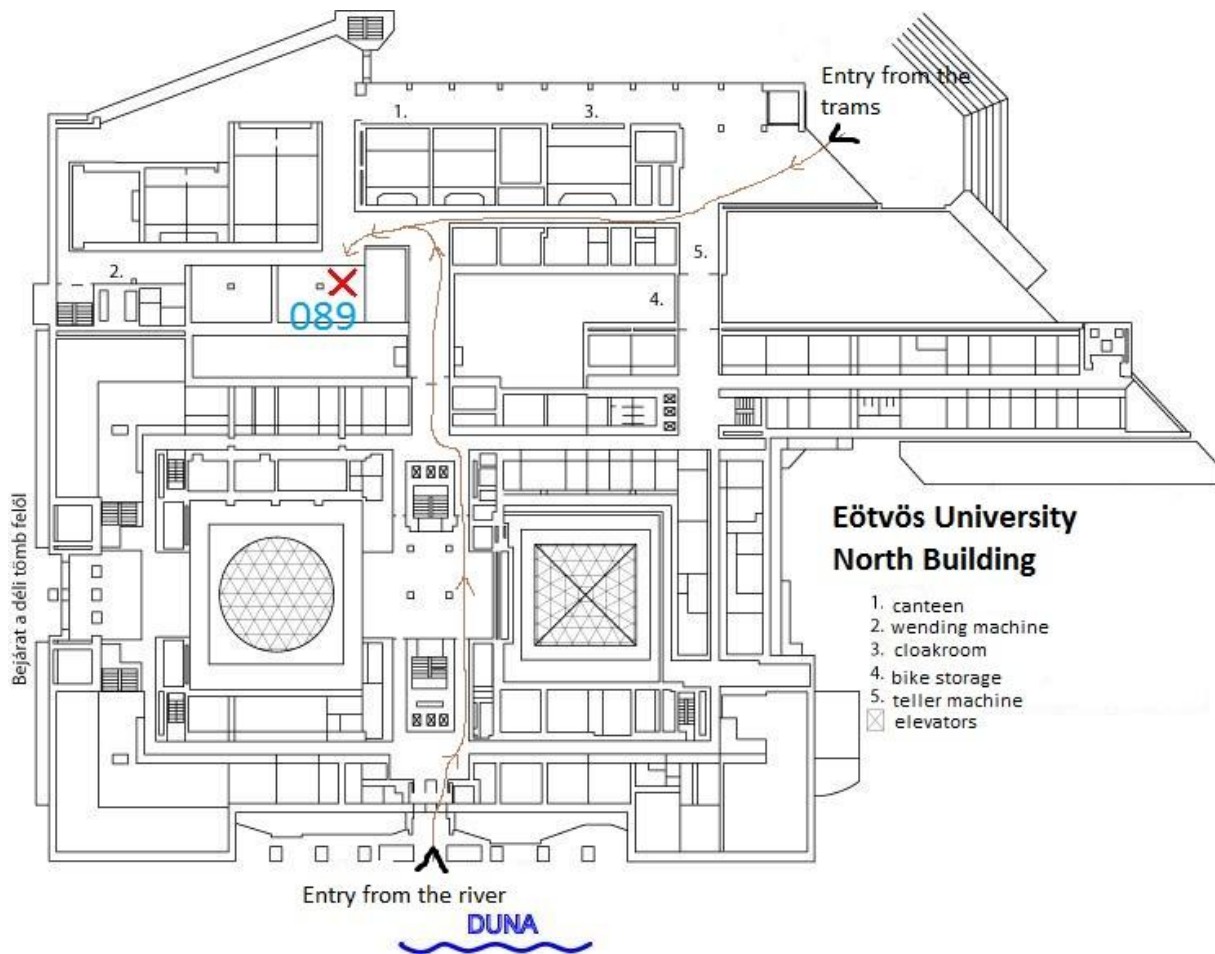 Entry from the
trams
1.
3.
5.
2.
4.
089
Bejárat a déli tömb felől
Eötvös University
North Building
1. canteen
2. wending machine
3. cloakroom
4. bike storage
5. teller machine
elevators
Entry from the river
DUNA